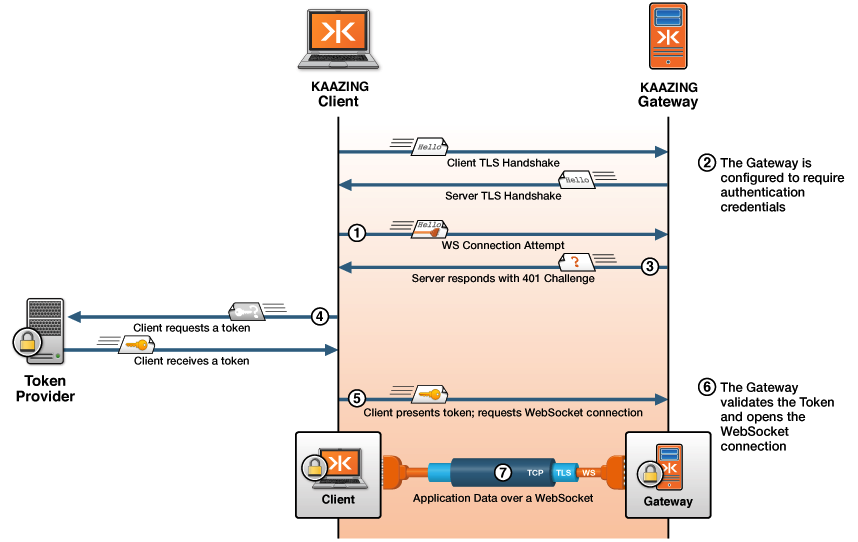 KAAZING
Client
KAAZING
Gateway
Hello
Client TLS Handshake
Hello
Server TLS Handshake
2 The Gateway is
configured to require
authentication
credentials
1
Hello
WS Connection Attempt
?
3
Server responds with 401 Challenge
?
4
Client requests a token
Client receives a token
Token
Provider
5
Client presents token; requests WebSocket connection
6 The Gateway
validates the Token
and opens the
WebSocket
connection
Client
7
TCP
TLS
WS
Application Data over a WebSocket
Gateway